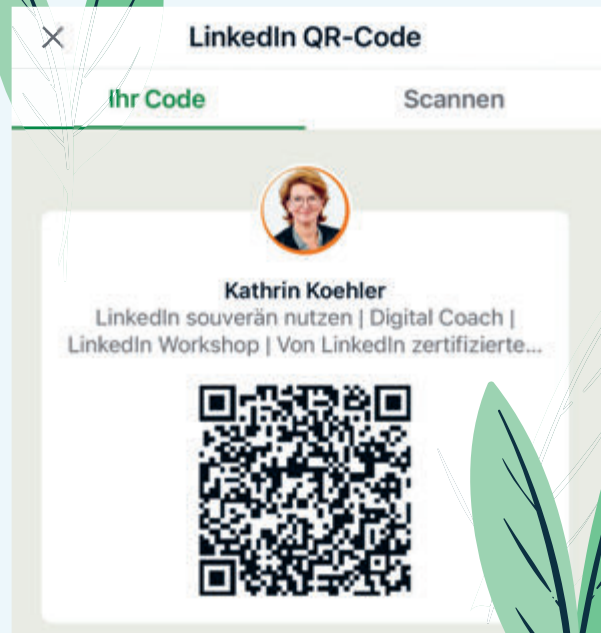 LinkedIn QR-Code
Ihr Code
Scannen
Kathrin Koehler
LinkedIn souverän nutzen | Digital Coach |
LinkedIn Workshop | Von LinkedIn zertifizierte...